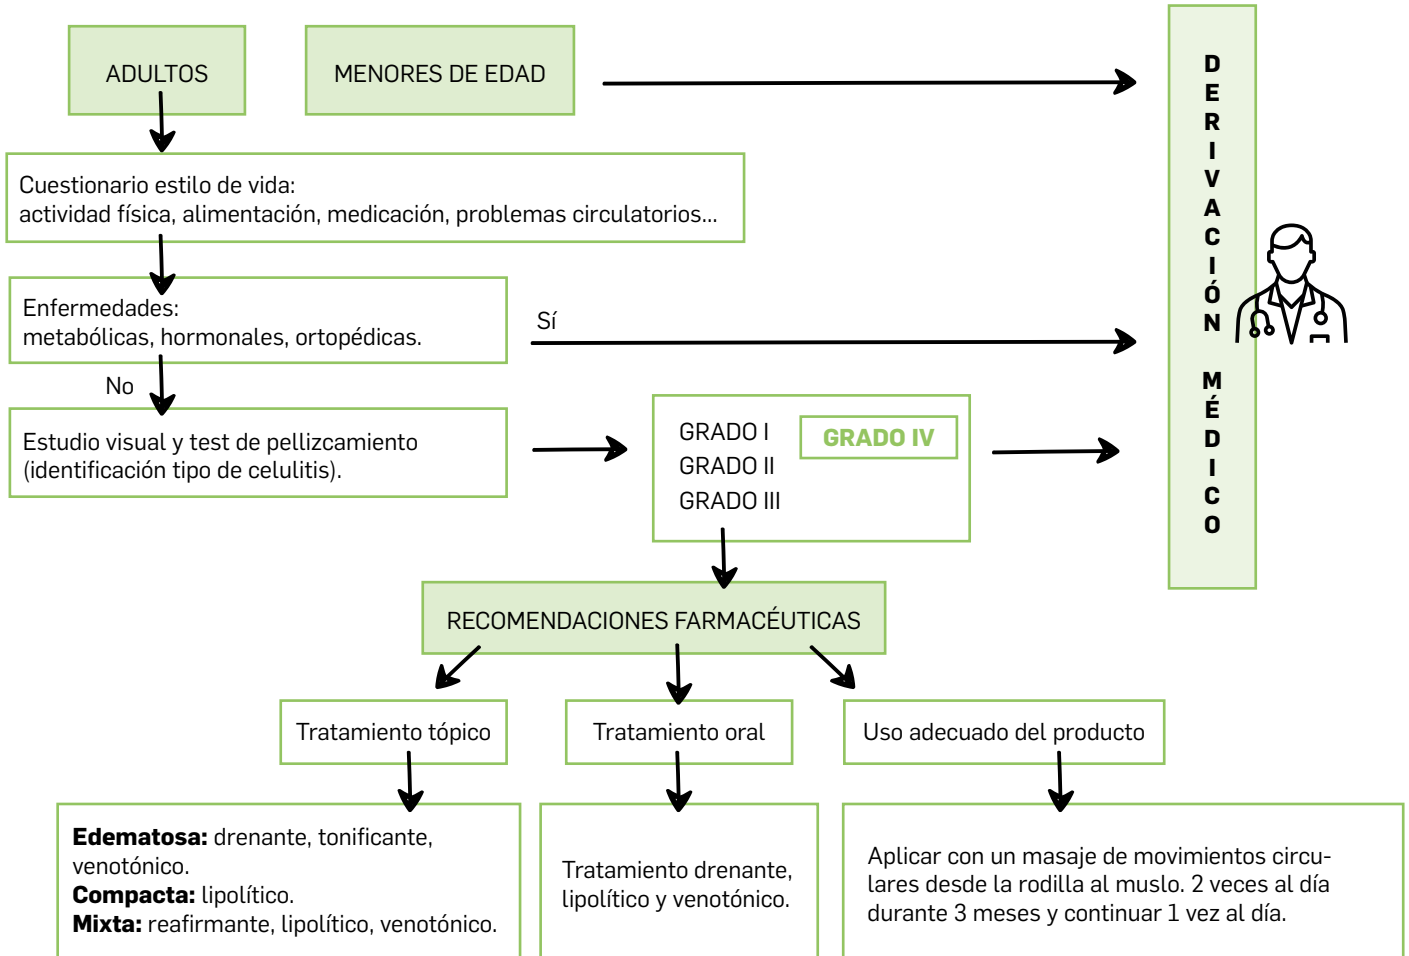 ADULTOS
MENORES DE EDAD
DERIVACIÓN MÉDICO
Cuestionario estilo de vida:
actividad física, alimentación, medicación, problemas circulatorios...
Enfermedades:
metabólicas, hormonales, ortopédicas.
Sí
No
Estudio visual y test de pellizcamiento
(identificación tipo de celulitis).
GRADO I
GRADO II
GRADO III
GRADO IV
RECOMENDACIONES FARMACÉUTICAS
Tratamiento tópico
Tratamiento oral
Uso adecuado del producto
Edematosa: drenante, tonificante,
venotónico.
Compacta: lipolítico.
Mixta: reafirmante, lipolítico, venotónico.
Tratamiento drenante,
lipolítico y venotónico.
Aplicar con un masaje de movimientos circu-
lares desde la rodilla al muslo. 2 veces al día
durante 3 meses y continuar 1 vez al día.